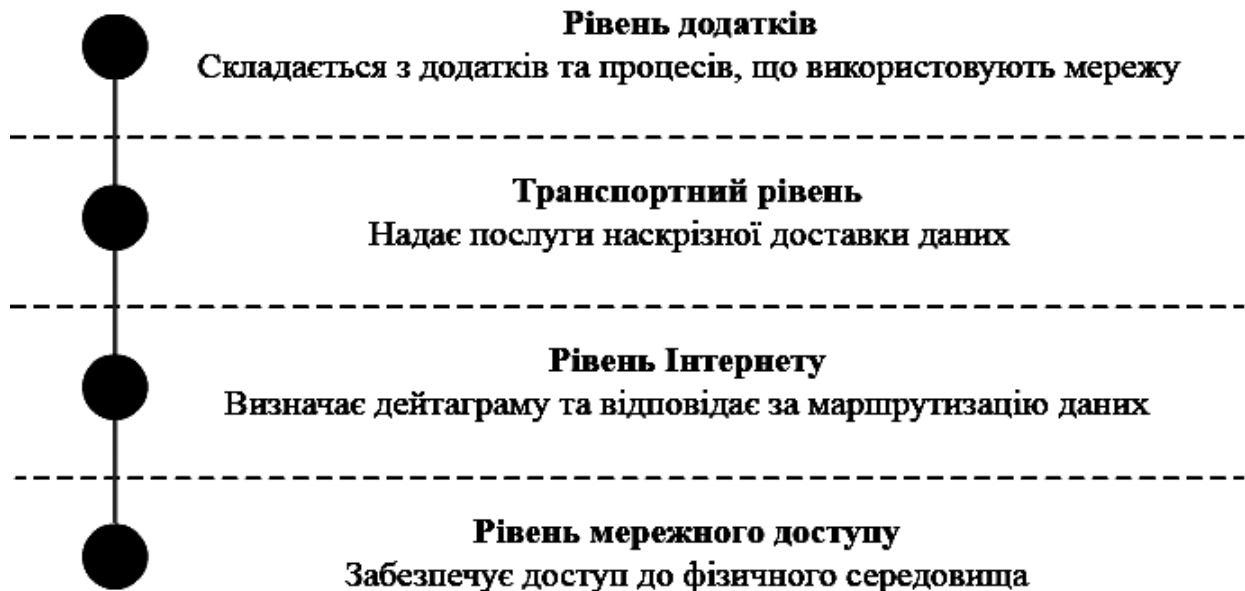 Рівень додатків
Складається з додатків та процесів, що використовують мережу
Транспортний рівень
Надає послуги наскрізної доставки даних
Рівень Інтернету
Визначає дейтаграму та відповідає за маршрутизацію даних
Рівень мережного доступу
Забезпечує доступ до фізичного середовища